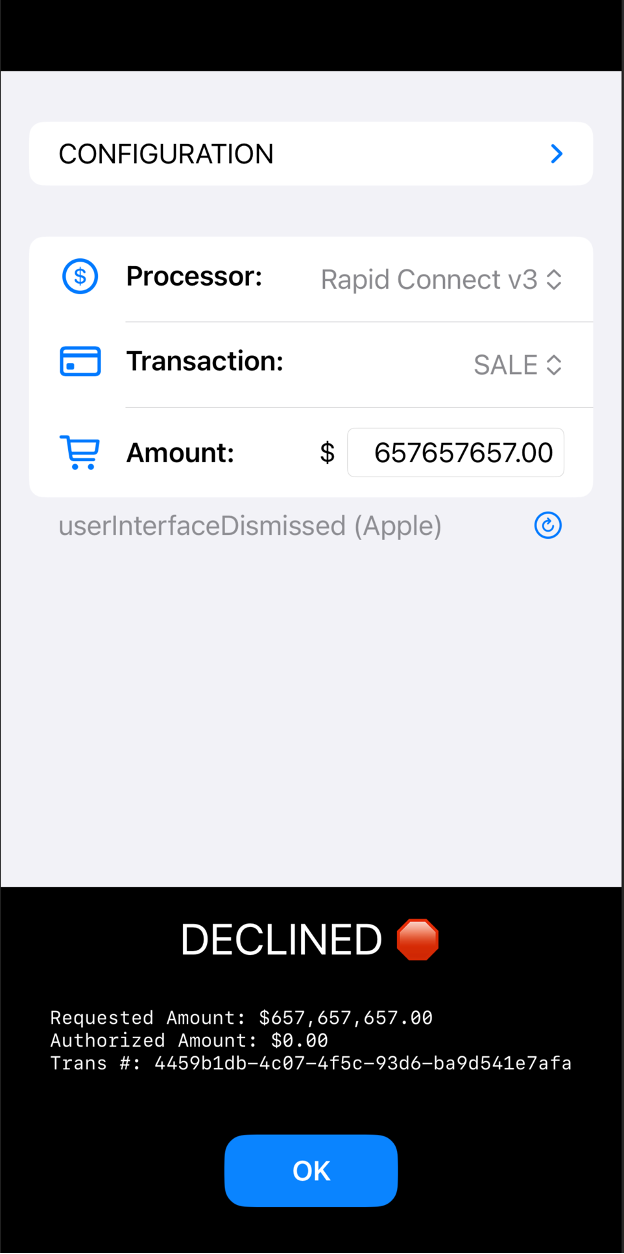 CONFIGURATION
Processor: Rapid Connect v3
Transaction: SALE
Amount: $ 657657657.00
userInterfaceDismissed (Apple)
DECLINED
Requested Amount: $657,657,657.00
Authorized Amount: $0.00
Trans #: 4459b1db-4c07-4f5c-93d6-ba9d541e7afa
OK